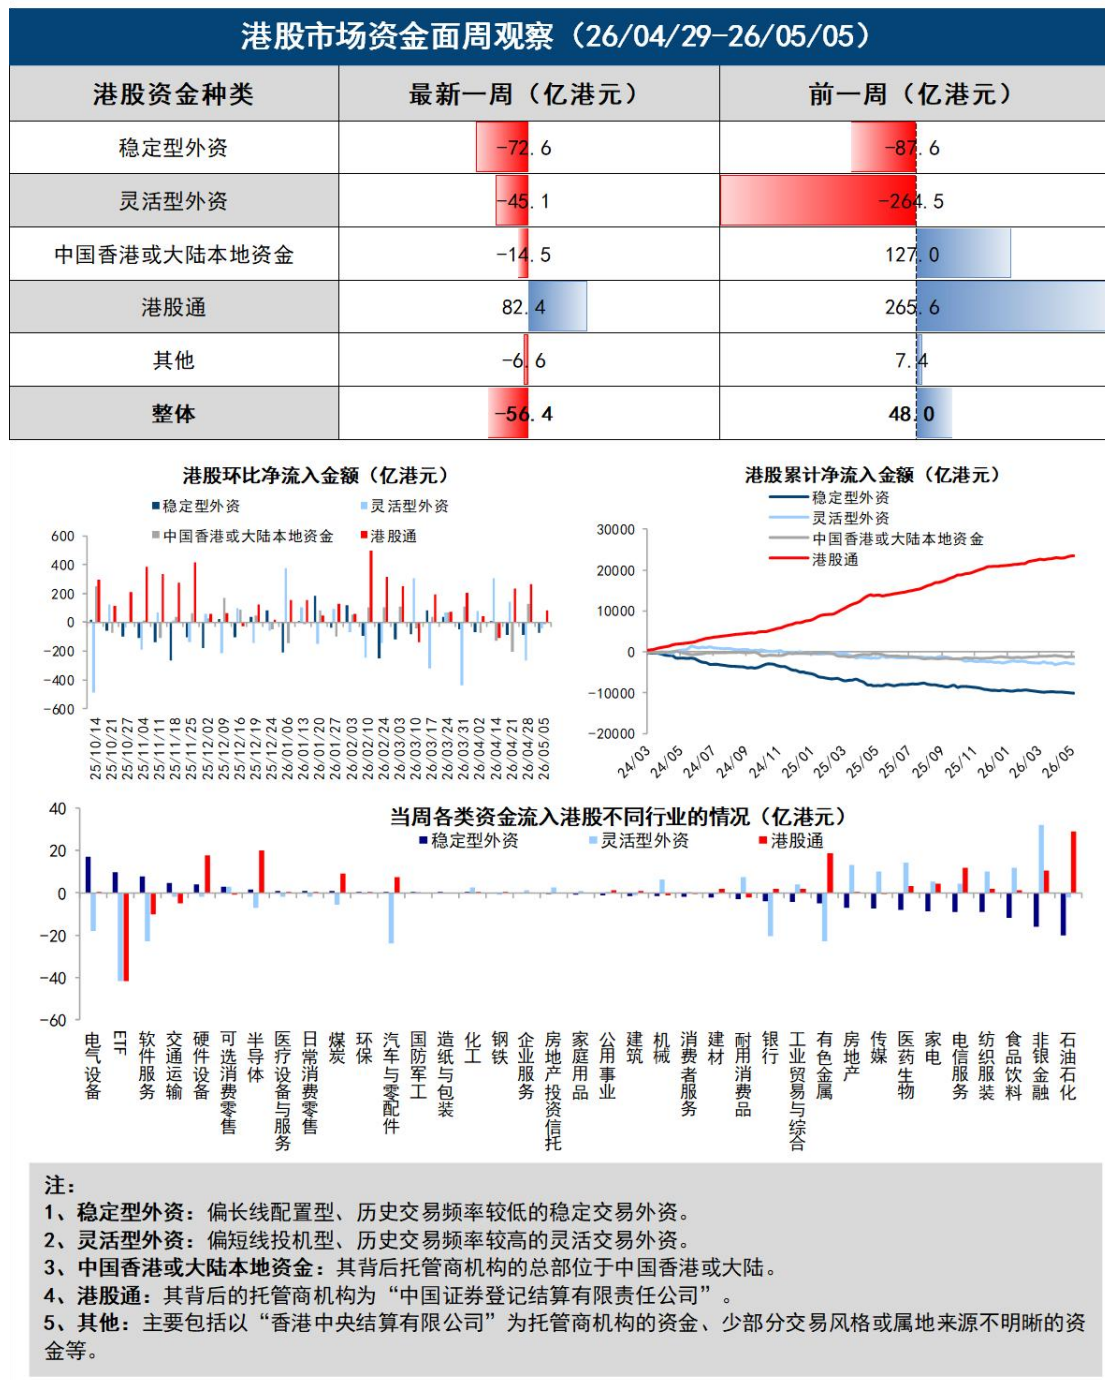 港股市场资金面周观察（26/04/29-26/05/05）
港股资金种类 最新一周（亿港元） 前一周（亿港元）
稳定型外资 -72.6 -87.6
灵活型外资 -45.1 -264.5
中国香港或大陆本地资金 -14.5 127.0
港股通 82.4 265.6
其他 -6.6 7.4
整体 -56.4 48.0
港股环比净流入金额（亿港元）
稳定型外资 灵活型外资
中国香港或大陆本地资金 港股通
600
400
200
0
-200
-400
-600
25/10/14 25/10/21 25/10/27 25/11/04 25/11/11 25/11/18 25/11/25 25/12/02 25/12/09 25/12/16 25/12/19 25/12/24 26/01/06 26/01/13 26/01/20 26/01/27 26/02/03 26/02/10 26/02/24 26/03/03 26/03/10 26/03/17 26/03/24 26/03/31 26/04/02 26/04/14 26/04/21 26/04/28 26/05/05
港股累计净流入金额（亿港元）
稳定型外资
灵活型外资
中国香港或大陆本地资金
港股通
30000
20000
10000
0
-10000
-20000
24/03 24/05 24/07 24/09 24/11 25/01 25/03 25/05 25/07 25/09 25/11 26/01 26/03 26/05
当周各类资金流入港股不同行业的情况（亿港元）
稳定型外资 灵活型外资 港股通
40
20
0
-20
-40
-60
电气设备 ETF 软件服务 交通运输 硬件设备 可选消费零售 半导体 医疗设备与服务 日常消费零售 煤炭 环保 汽车与零配件 国防军工 造纸与包装 化工 钢铁 企业服务 房地产投资信托 家庭用品 公用事业 建筑 机械 消费者服务 建材 耐用消费品 银行 工业贸易与综合 有色金属 房地产 传媒 医药生物 家电 电信服务 纺织服装 食品饮料 非银金融 石油石化
注：
1、稳定型外资：偏长线配置型、历史交易频率较低的稳定交易外资。
2、灵活型外资：偏短线投机型、历史交易频率较高的灵活交易外资。
3、中国香港或大陆本地资金：其背后托管商机构的总部位于中国香港或大陆。
4、港股通：其背后的托管商机构为“中国证券登记结算有限责任公司”。
5、其他：主要包括以“香港中央结算有限公司”为托管商机构的资金、少部分交易风格或属地来源不明晰的资
金等。